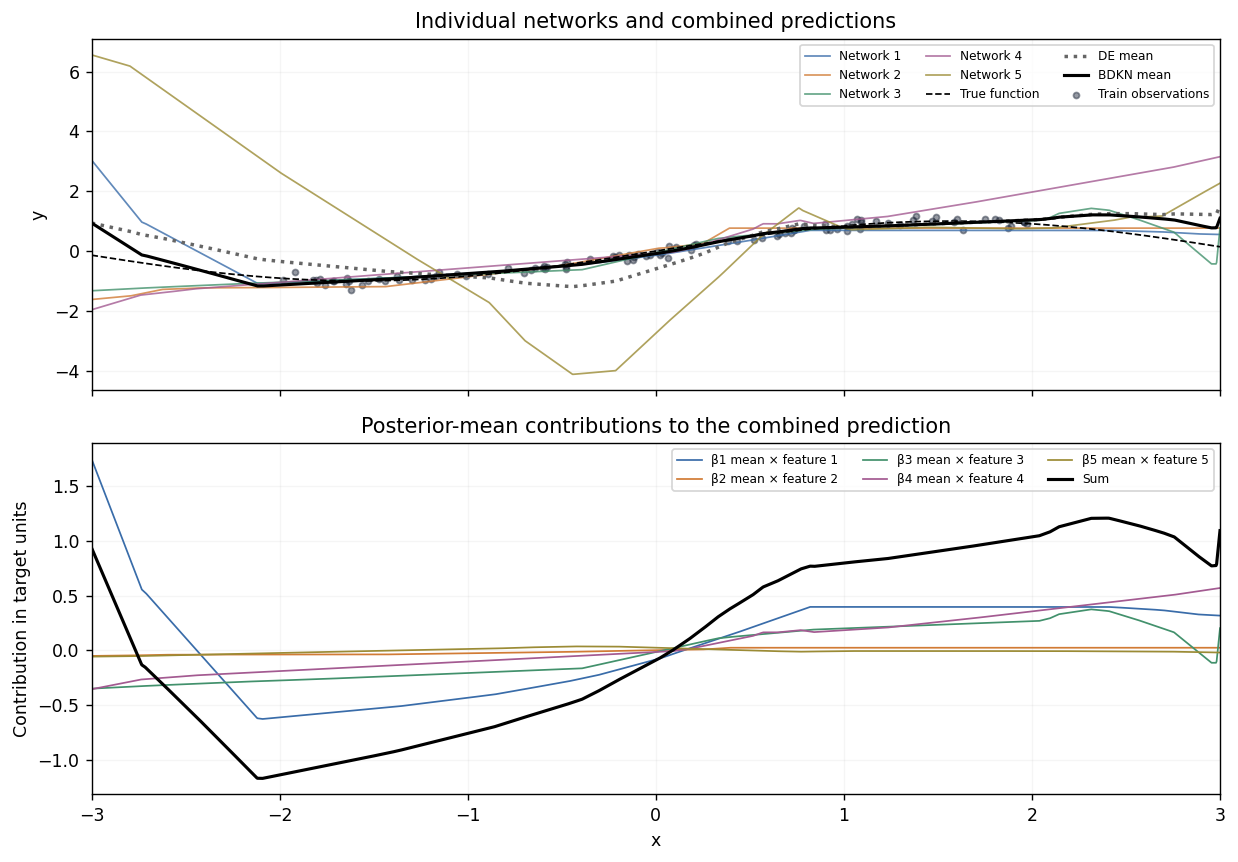 Individual networks and combined predictions
Network 1
Network 2
Network 3
Network 4
Network 5
True function
DE mean
BDKN mean
Train observations
y
6
4
2
0
−2
−4
Posterior-mean contributions to the combined prediction
β1 mean × feature 1
β2 mean × feature 2
β3 mean × feature 3
β4 mean × feature 4
β5 mean × feature 5
Sum
Contribution in target units
1.5
1.0
0.5
0.0
−0.5
−1.0
−3 −2 −1 0 1 2 3
x